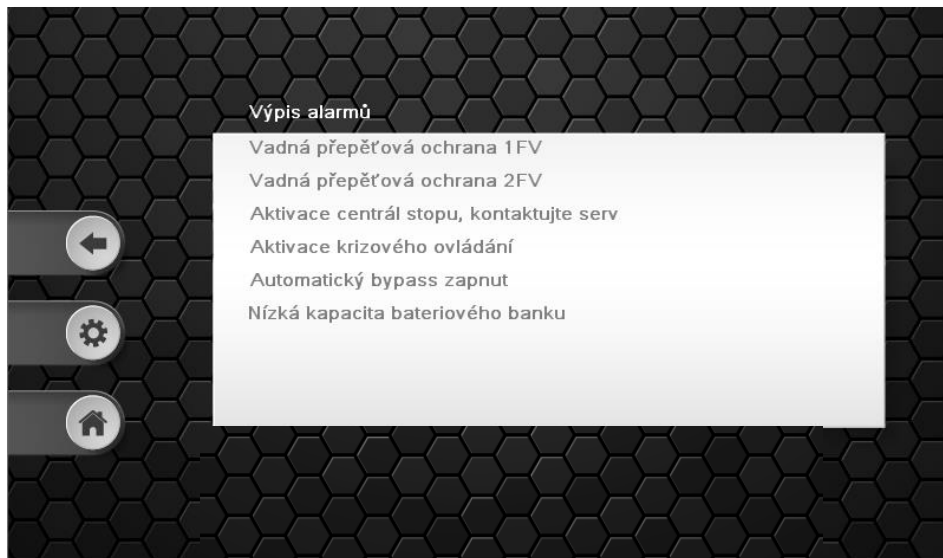 Výpis alarmů
Vadná přepěťová ochrana 1FV
Vadná přepěťová ochrana 2FV
Aktivace centrál stopu, kontaktujte serv
Aktivace krizového ovládání
Automatický bypass zapnut
Nízká kapacita bateriového banku